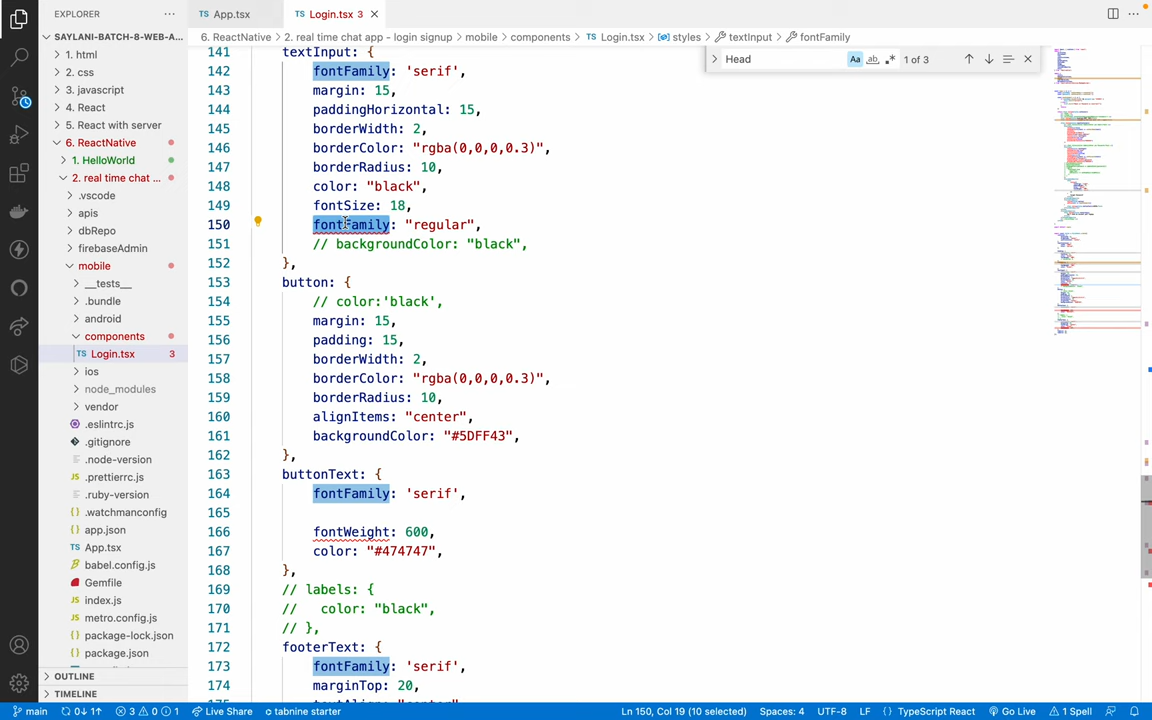 EXPLORER
App.tsx
Login.tsx 3
SAYLANI-BATCH-8-WEB-A...
6. ReactNative > 2. real time chat app - login signup > mobile > components > Login.tsx > styles > textInput > fontFamily
Head
Aa
ab
1 of 3
1. html
2. css
3. javascript
4. React
5. React with server
6. ReactNative
1. HelloWorld
2. real time chat ...
.vscode
apis
dbRepo
firebaseAdmin
mobile
__tests__
.bundle
android
components
TS Login.tsx 3
ios
node_modules
vendor
.eslintrc.js
.gitignore
.node-version
JS .prettierrc.js
.ruby-version
.watchmanconfig
{} app.json
TS App.tsx
JS babel.config.js
Gemfile
JS index.js
JS metro.config.js
{} package-lock.json
{} package.json
OUTLINE
TIMELINE
141 textInput: {
142 fontFamily: 'serif',
143 margin: 15,
144 paddingHorizontal: 15,
145 borderWidth: 2,
146 borderColor: "rgba(0,0,0,0.3)",
147 borderRadius: 10,
148 color: "black",
149 fontSize: 18,
150 fontFamily: "regular",
151 // backgroundColor: "black",
152 },
153 button: {
154 // color:'black',
155 margin: 15,
156 padding: 15,
157 borderWidth: 2,
158 borderColor: "rgba(0,0,0,0.3)",
159 borderRadius: 10,
160 alignItems: "center",
161 backgroundColor: "#5DFF43",
162 },
163 buttonText: {
164 fontFamily: 'serif',
165
166 fontWeight: 600,
167 color: "#474747",
168 },
169 // labels: {
170 // color: "black",
171 // },
172 footerText: {
173 fontFamily: 'serif',
174 marginTop: 20,
main 0↓ 1↑ 3 0 1 Live Share tabnine starter Ln 150, Col 19 (10 selected) Spaces: 4 UTF-8 LF {} TypeScript React Go Live 1 Spell